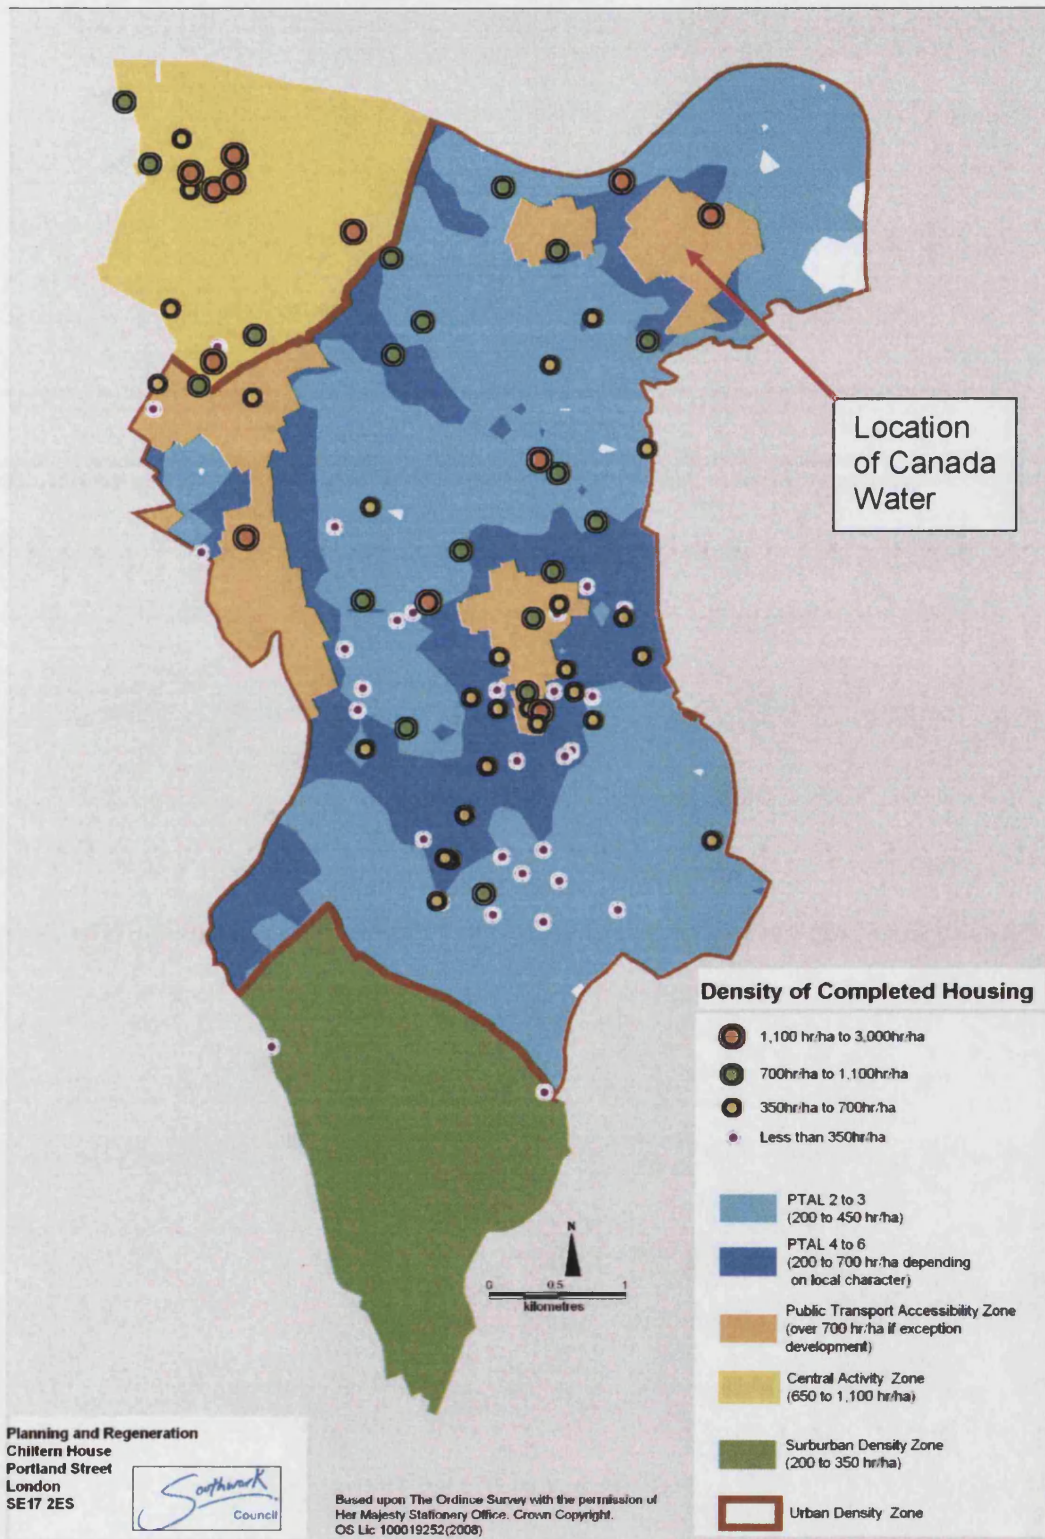 Location
of Canada
Water
Density of Completed Housing
1,100 hr/ha to 3,000hr/ha
700hr/ha to 1,100hr/ha
350hr/ha to 700hr/ha
Less than 350hr/ha
PTAL 2 to 3
(200 to 450 hr/ha)
PTAL 4 to 6
(200 to 700 hr/ha depending
on local character)
Public Transport Accessibility Zone
(over 700 hr/ha if exception
development)
Central Activity Zone
(650 to 1,100 hr/ha)
Surburban Density Zone
(200 to 350 hr/ha)
Urban Density Zone
N
0 0.5 1
kilometres
Planning and Regeneration
Chiltern House
Portland Street
London
SE17 2ES
Southwark
Council
Based upon The Ordince Survey with the permission of
Her Majesty Stationery Office. Crown Copyright.
OS Lic 100019252(2008)